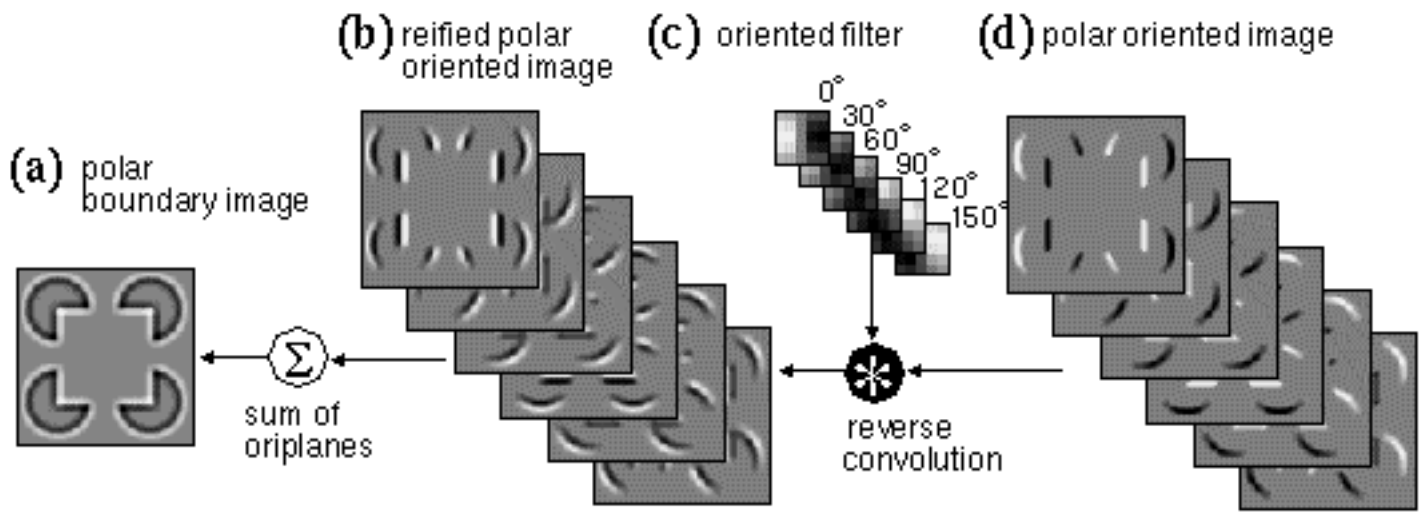 (a) polar
boundary image
(b) reified polar
oriented image
(c) oriented filter
(d) polar oriented image
0°
30°
60°
90°
120°
150°
Σ
sum of
oriplanes
*
reverse
convolution